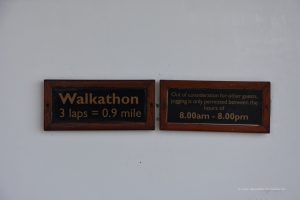 Walkathon
3 laps = 0.9 mile
Out of consideration for other guests,
jogging is only permitted between the
hours of
8.00am - 8.00pm